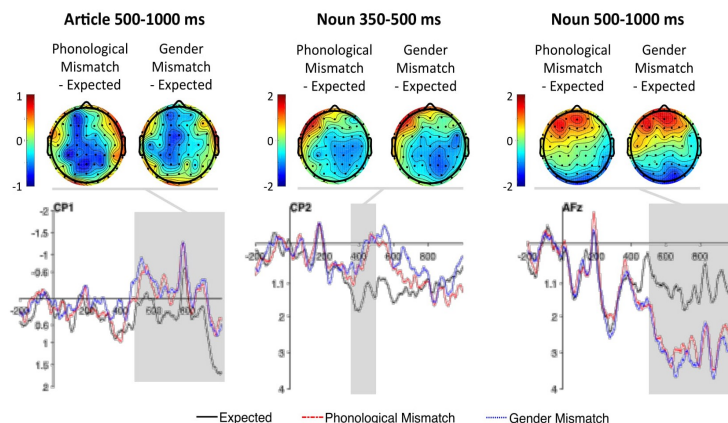 Article 500-1000 ms
Noun 350-500 ms
Noun 500-1000 ms
Phonological Mismatch - Expected
Gender Mismatch - Expected
Phonological Mismatch - Expected
Gender Mismatch - Expected
Phonological Mismatch - Expected
Gender Mismatch - Expected
1
0
-1
2
0
2
2
0
2
CP1
-2
-1.5
-1
-0.6
-200
200
400
600
800
0.6
1
1.5
2
CP2
-2
-200
200
400
600
800
1.1
2
3
4
AFz
-200
200
400
600
800
1.1
2
3
4
Expected
Phonological Mismatch
Gender Mismatch